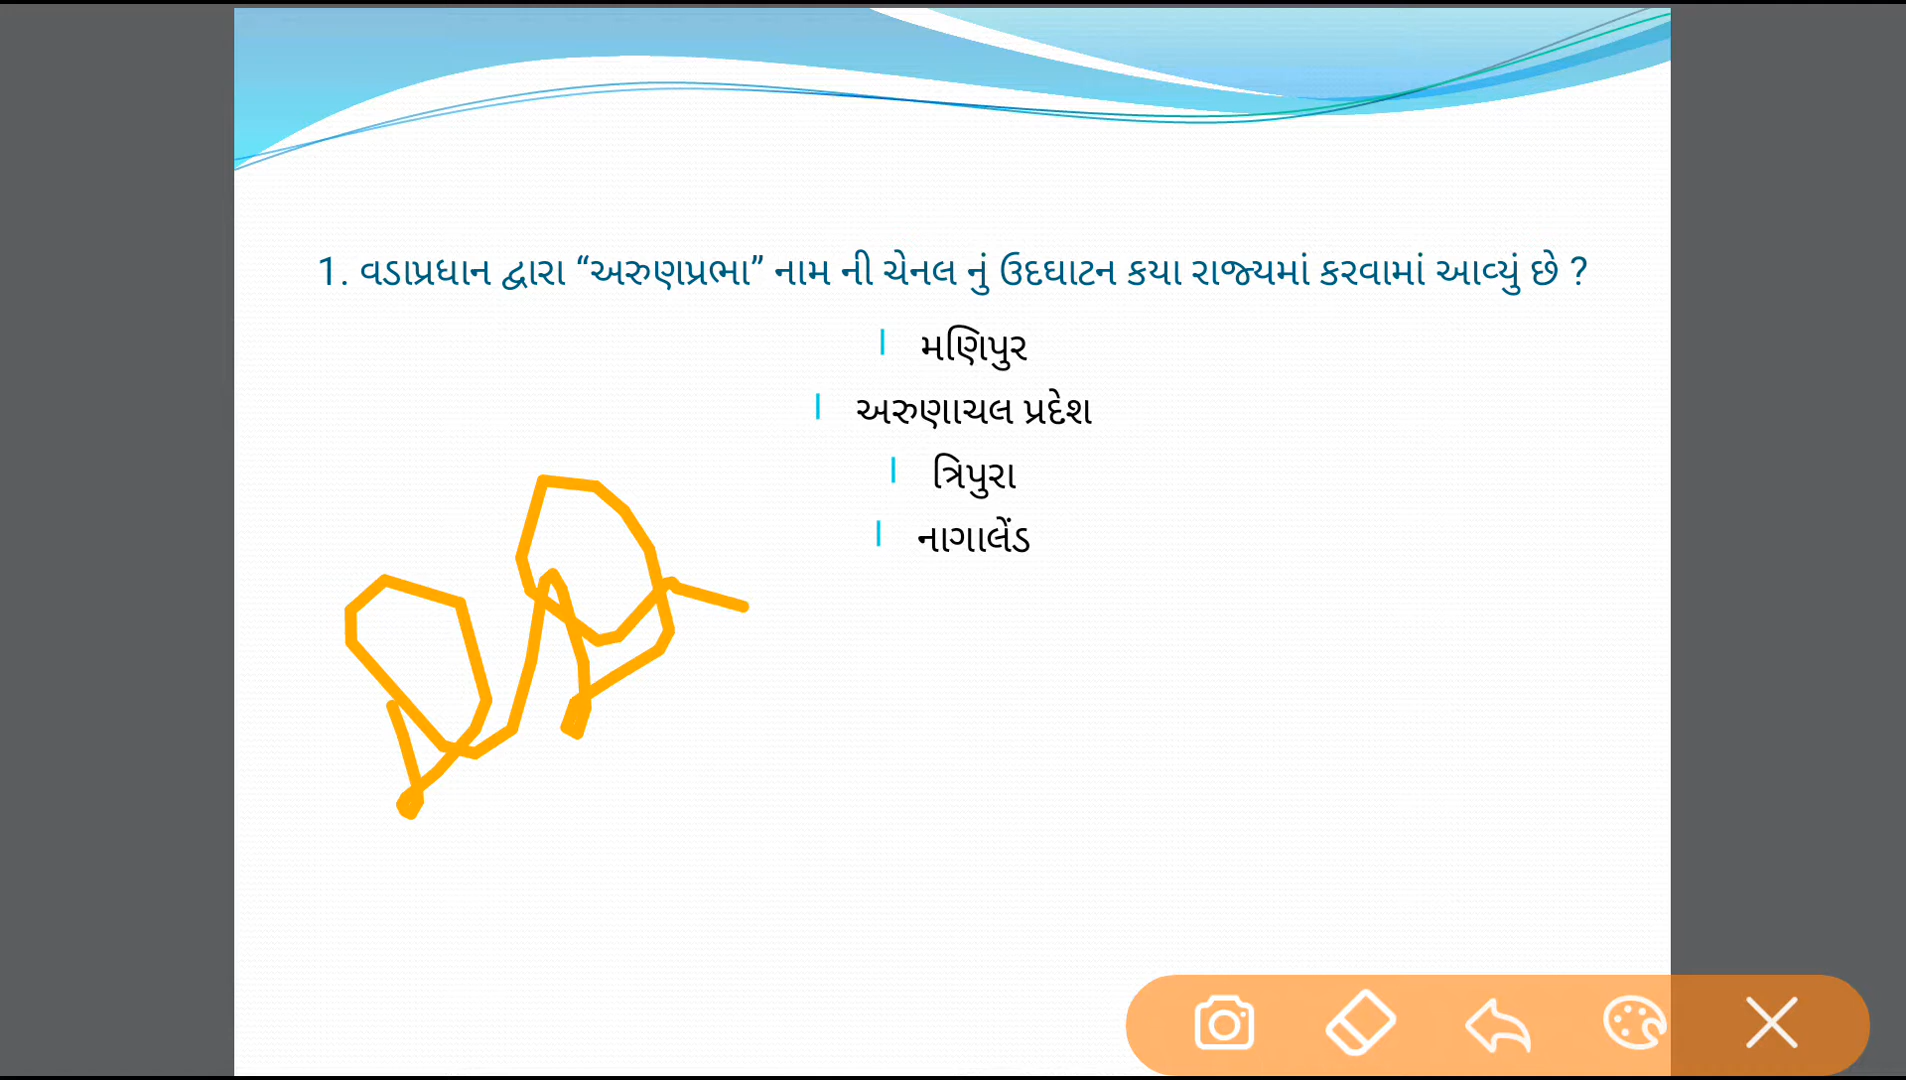 1. વડાપ્રધાન દ્વારા “અરુણપ્રભા” નામ ની ચેનલ નું ઉદઘાટન કયા રાજ્યમાં કરવામાં આવ્યું છે ?
મણિપુર
અરુણાચલ પ્રદેશ
ત્રિપુરા
નાગાલેંડ